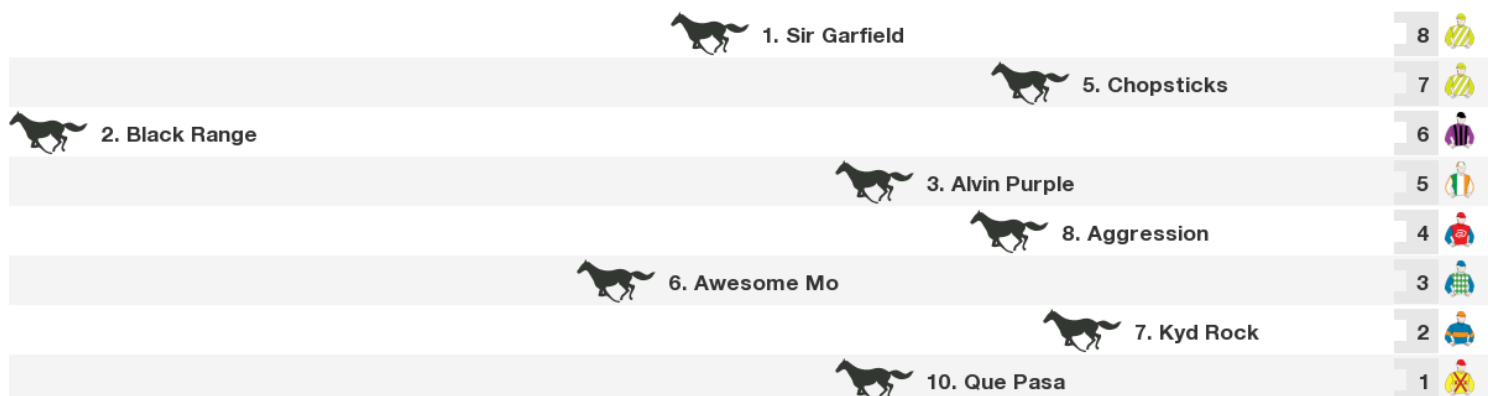 1. Sir Garfield 8
5. Chopsticks 7
2. Black Range 6
3. Alvin Purple 5
8. Aggression 4
6. Awesome Mo 3
7. Kyd Rock 2
10. Que Pasa 1